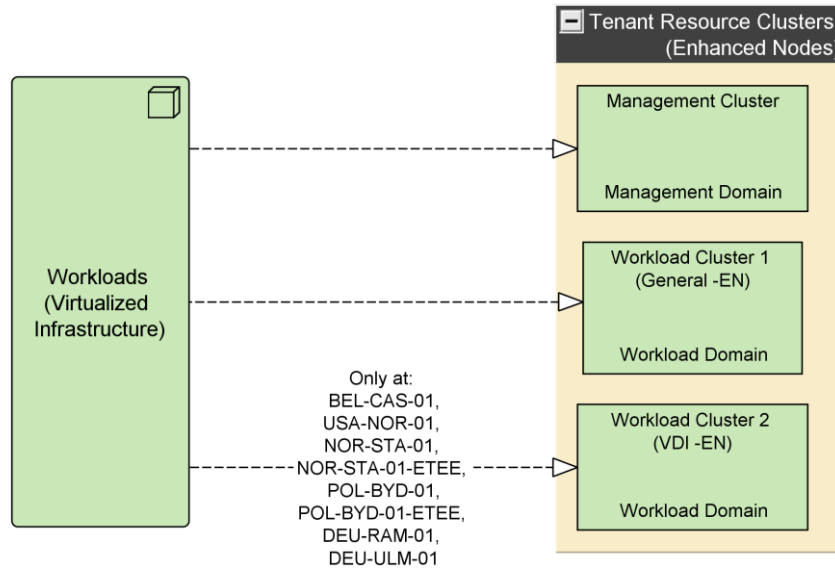 Tenant Resource Clusters
(Enhanced Nodes)
Workloads
(Virtualized
Infrastructure)
Management Cluster
Management Domain
Workload Cluster 1
(General -EN)
Workload Domain
Only at:
BEL-CAS-01,
USA-NOR-01,
NOR-STA-01,
NOR-STA-01-ETEE,
POL-BYD-01,
POL-BYD-01-ETEE,
DEU-RAM-01,
DEU-ULM-01
Workload Cluster 2
(VDI -EN)
Workload Domain